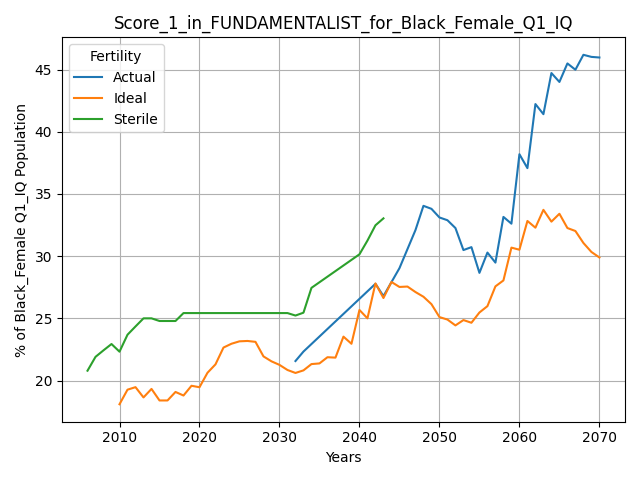 Score_1_in_FUNDAMENTALIST_for_Black_Female_Q1_IQ
Fertility
Actual
Ideal
Sterile
% of Black_Female Q1_IQ Population
45
40
35
30
25
20
2010 2020 2030 2040 2050 2060 2070
Years